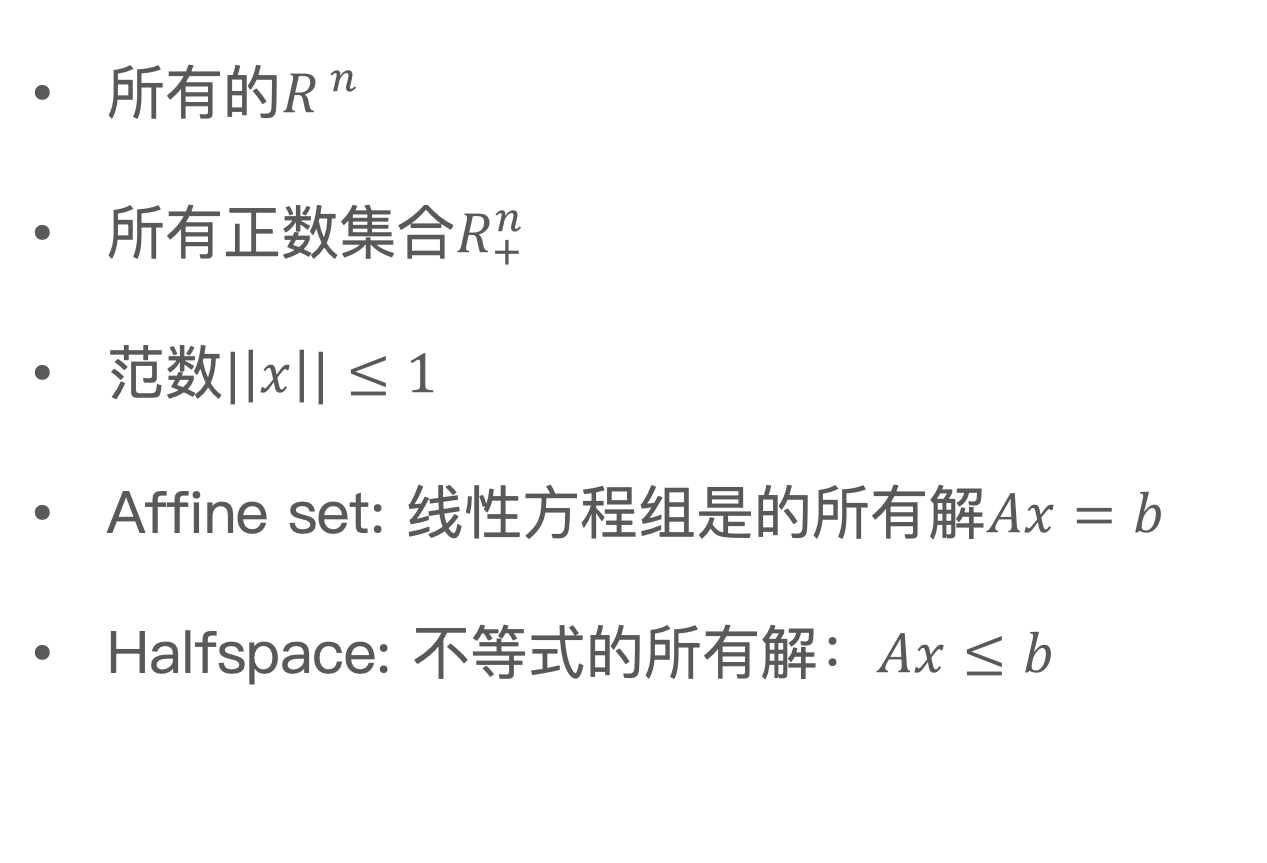 • 所有的𝑅ⁿ
• 所有正数集合𝑅₊ⁿ
• 范数||𝑥|| ≤ 1
• Affine set: 线性方程组是的所有解𝐴𝑥 = 𝑏
• Halfspace: 不等式的所有解：𝐴𝑥 ≤ 𝑏